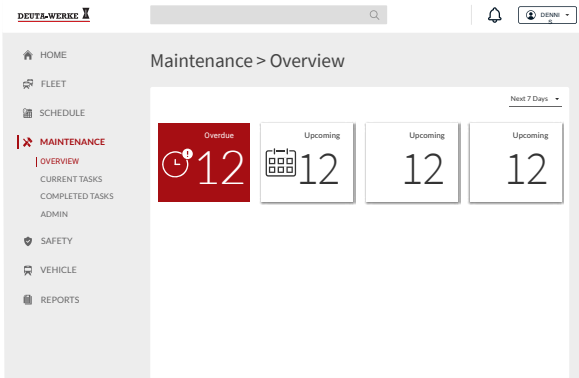 DEUTA-WERKE
DENNI
S
HOME
FLEET
SCHEDULE
MAINTENANCE
OVERVIEW
CURRENT TASKS
COMPLETED TASKS
ADMIN
SAFETY
VEHICLE
REPORTS
Maintenance > Overview
Next 7 Days
Overdue
12
Upcoming
12
Upcoming
12
Upcoming
12